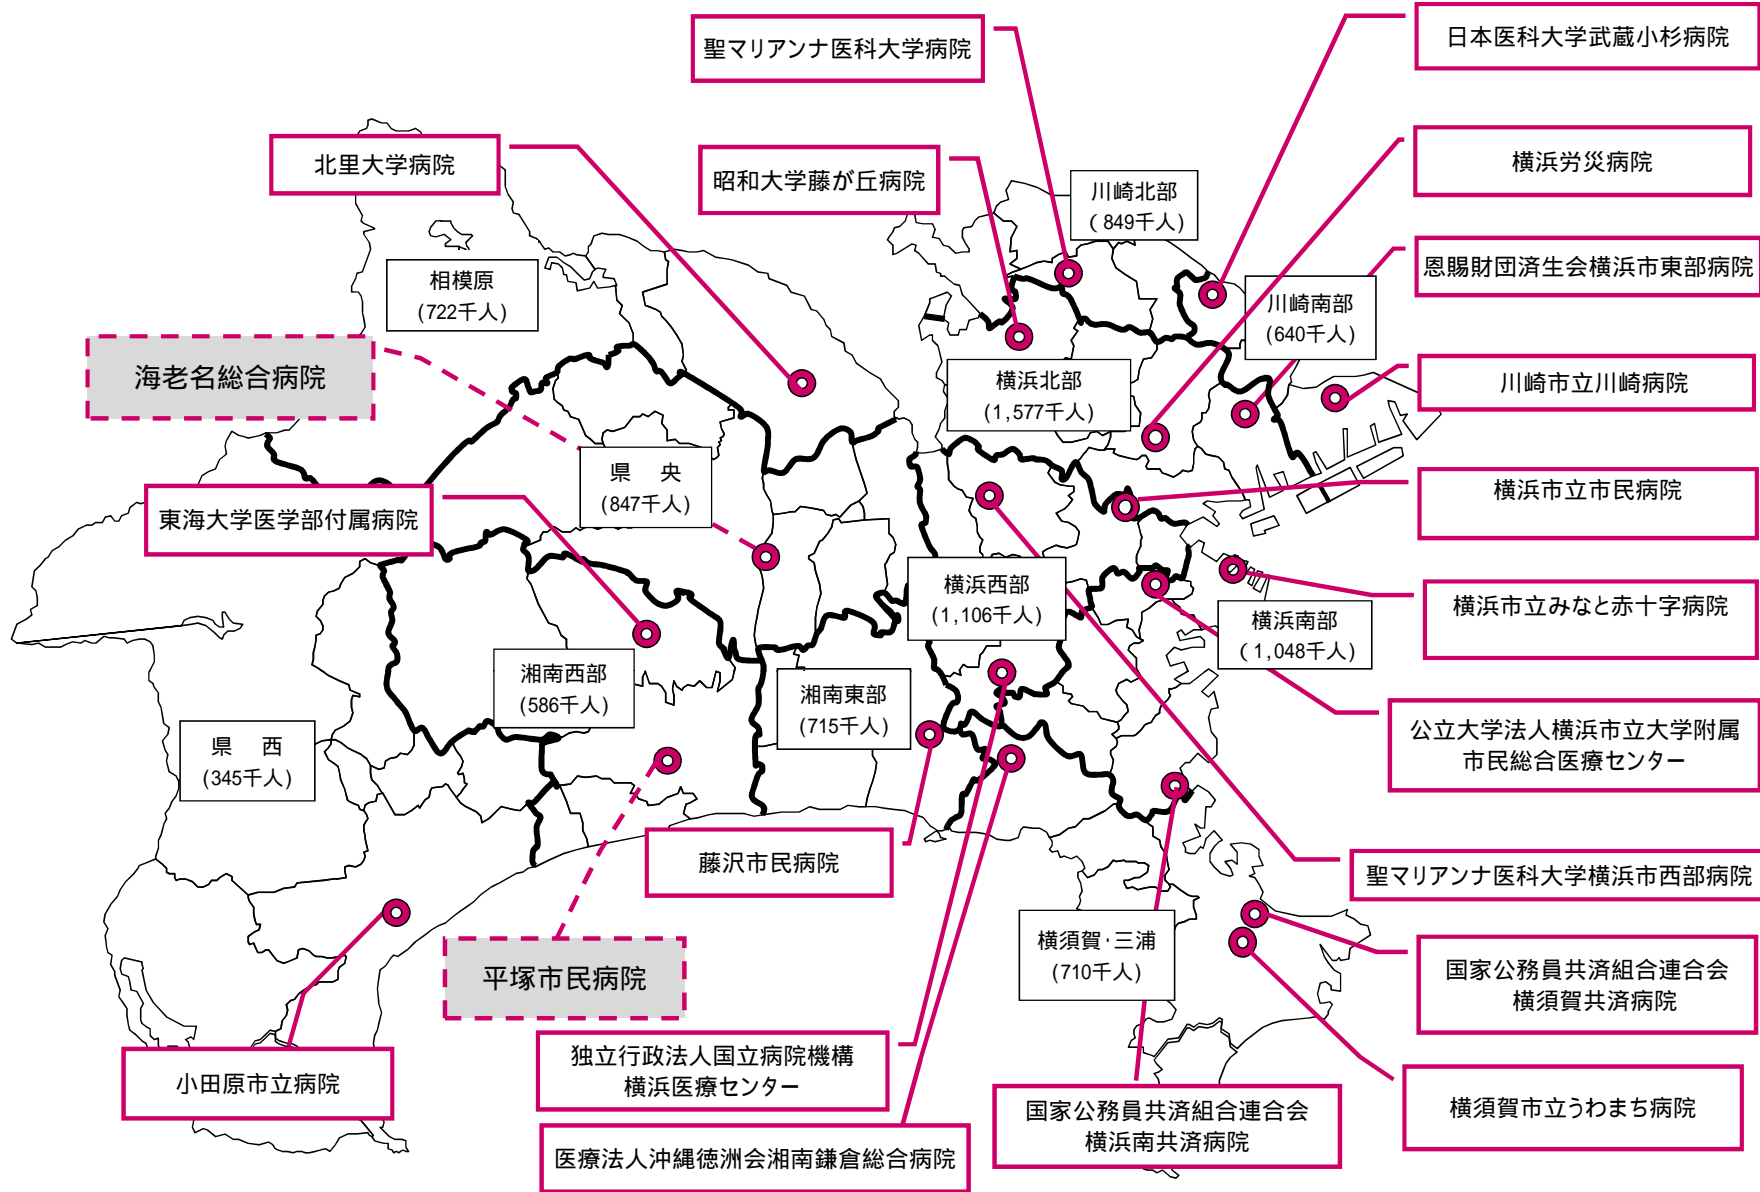 聖マリアンナ医科大学病院
日本医科大学武蔵小杉病院
北里大学病院
昭和大学藤が丘病院
横浜労災病院
川崎北部
(849千人)
恩賜財団済生会横浜市東部病院
相模原
(722千人)
川崎南部
(640千人)
海老名総合病院
横浜北部
(1,577千人)
川崎市立川崎病院
県 央
(847千人)
横浜市立市民病院
東海大学医学部付属病院
横浜西部
(1,106千人)
横浜市立みなと赤十字病院
横浜南部
(1,048千人)
湘南西部
(586千人)
湘南東部
(715千人)
県 西
(345千人)
公立大学法人横浜市立大学附属
市民総合医療センター
藤沢市民病院
聖マリアンナ医科大学横浜市西部病院
横須賀・三浦
(710千人)
平塚市民病院
国家公務員共済組合連合会
横須賀共済病院
小田原市立病院
独立行政法人国立病院機構
横浜医療センター
国家公務員共済組合連合会
横浜南共済病院
横須賀市立うわまち病院
医療法人沖縄徳洲会湘南鎌倉総合病院